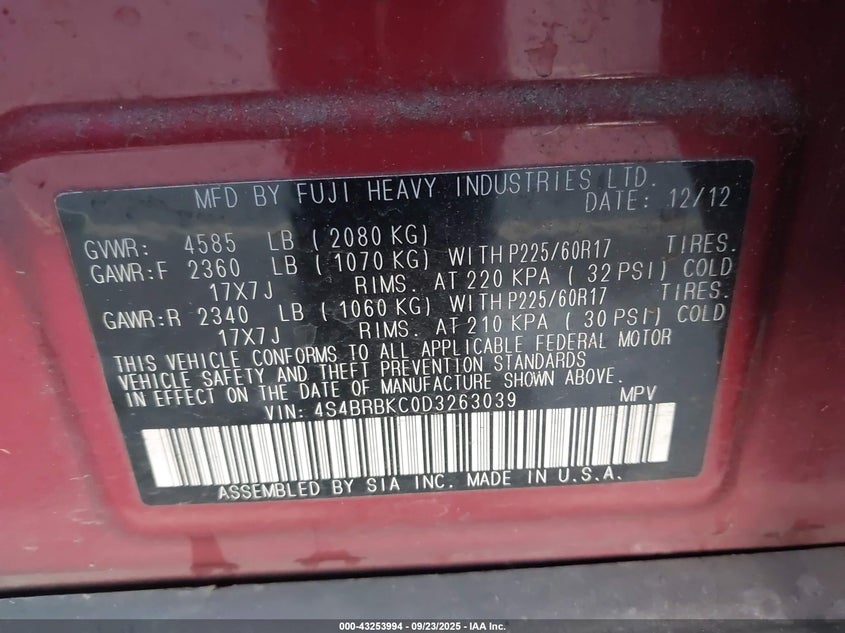 MFD BY FUJI HEAVY INDUSTRIES LTD.
DATE: 12/12
GVWR: 4585 LB (2080 KG)
GAWR:F 2360 LB (1070 KG) WITH P225/60R17 TIRES.
17X7J RIMS. AT 220 KPA (32 PSI) COLD
GAWR:R 2340 LB (1060 KG) WITH P225/60R17 TIRES.
17X7J RIMS. AT 210 KPA (30 PSI) COLD
THIS VEHICLE CONFORMS TO ALL APPLICABLE FEDERAL MOTOR
VEHICLE SAFETY AND THEFT PREVENTION STANDARDS
IN EFFECT ON THE DATE OF MANUFACTURE SHOWN ABOVE.
VIN: 4S4BRBKC0D3263039 MPV
ASSEMBLED BY SIA INC. MADE IN U.S.A.
000-43253994 - 09/23/2025 - IAA Inc.